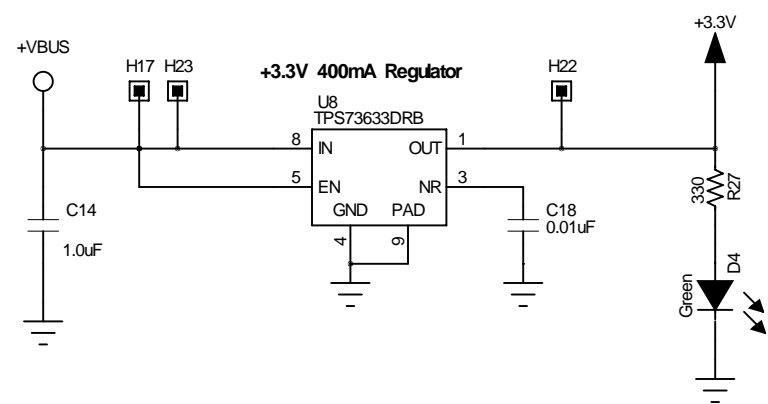 +3.3V
+VBUS
H17 H23
+3.3V 400mA Regulator
H22
U8
TPS73633DRB
8
IN
OUT
1
5
EN
NR
3
GND
PAD
4
9
C14
1.0uF
C18
0.01uF
330
R27
D4
Green